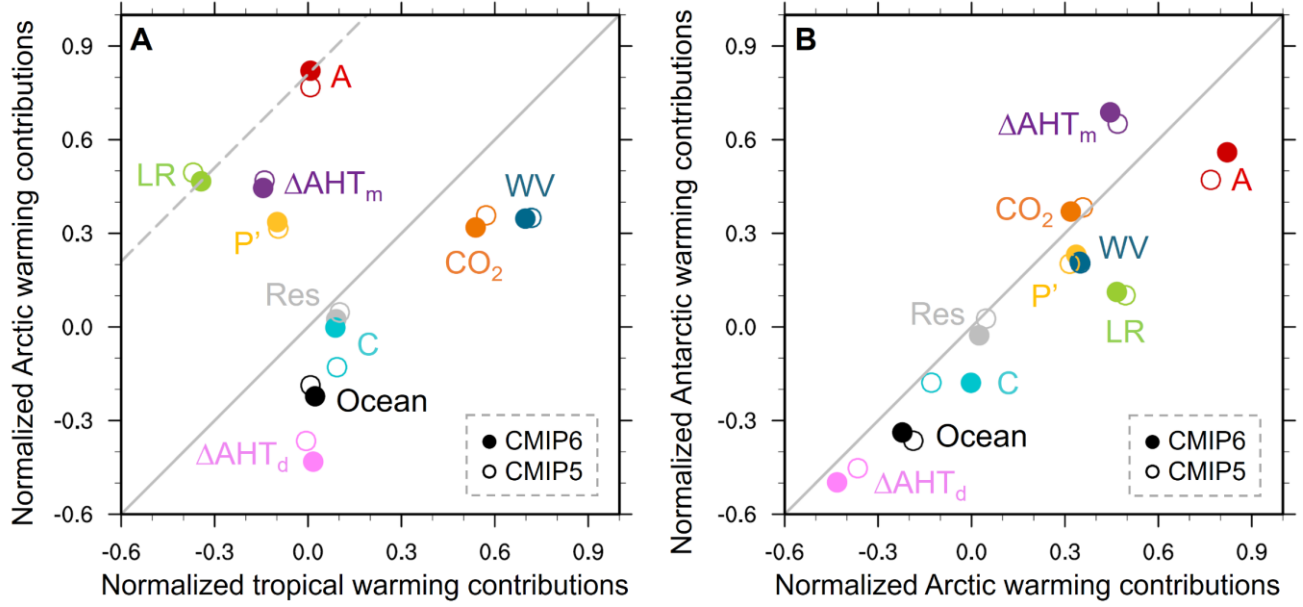 A
Normalized Arctic warming contributions
0.9
0.6
0.3
0.0
-0.3
-0.6
A
LR
ΔAHTm
P’
WV
CO2
Res
C
Ocean
ΔAHTd
CMIP6
CMIP5
-0.6
-0.3
0.0
0.3
0.6
0.9
Normalized tropical warming contributions
B
Normalized Antarctic warming contributions
0.9
0.6
0.3
0.0
-0.3
-0.6
ΔAHTm
A
CO2
WV
P’
Res
LR
C
Ocean
ΔAHTd
CMIP6
CMIP5
-0.6
-0.3
0.0
0.3
0.6
0.9
Normalized Arctic warming contributions